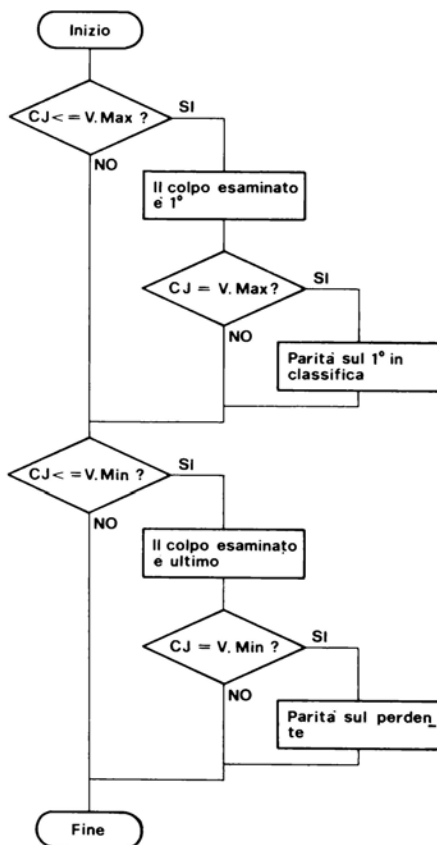 Inizio
CJ<= V.Max ?
SI
NO
Il colpo esaminato
è 1°
CJ = V.Max?
SI
NO
Parità sul 1° in
classifica
CJ<=V.Min ?
SI
NO
Il colpo esaminato
è ultimo
CJ = V.Min ?
SI
NO
Parità sul perden_
te
Fine